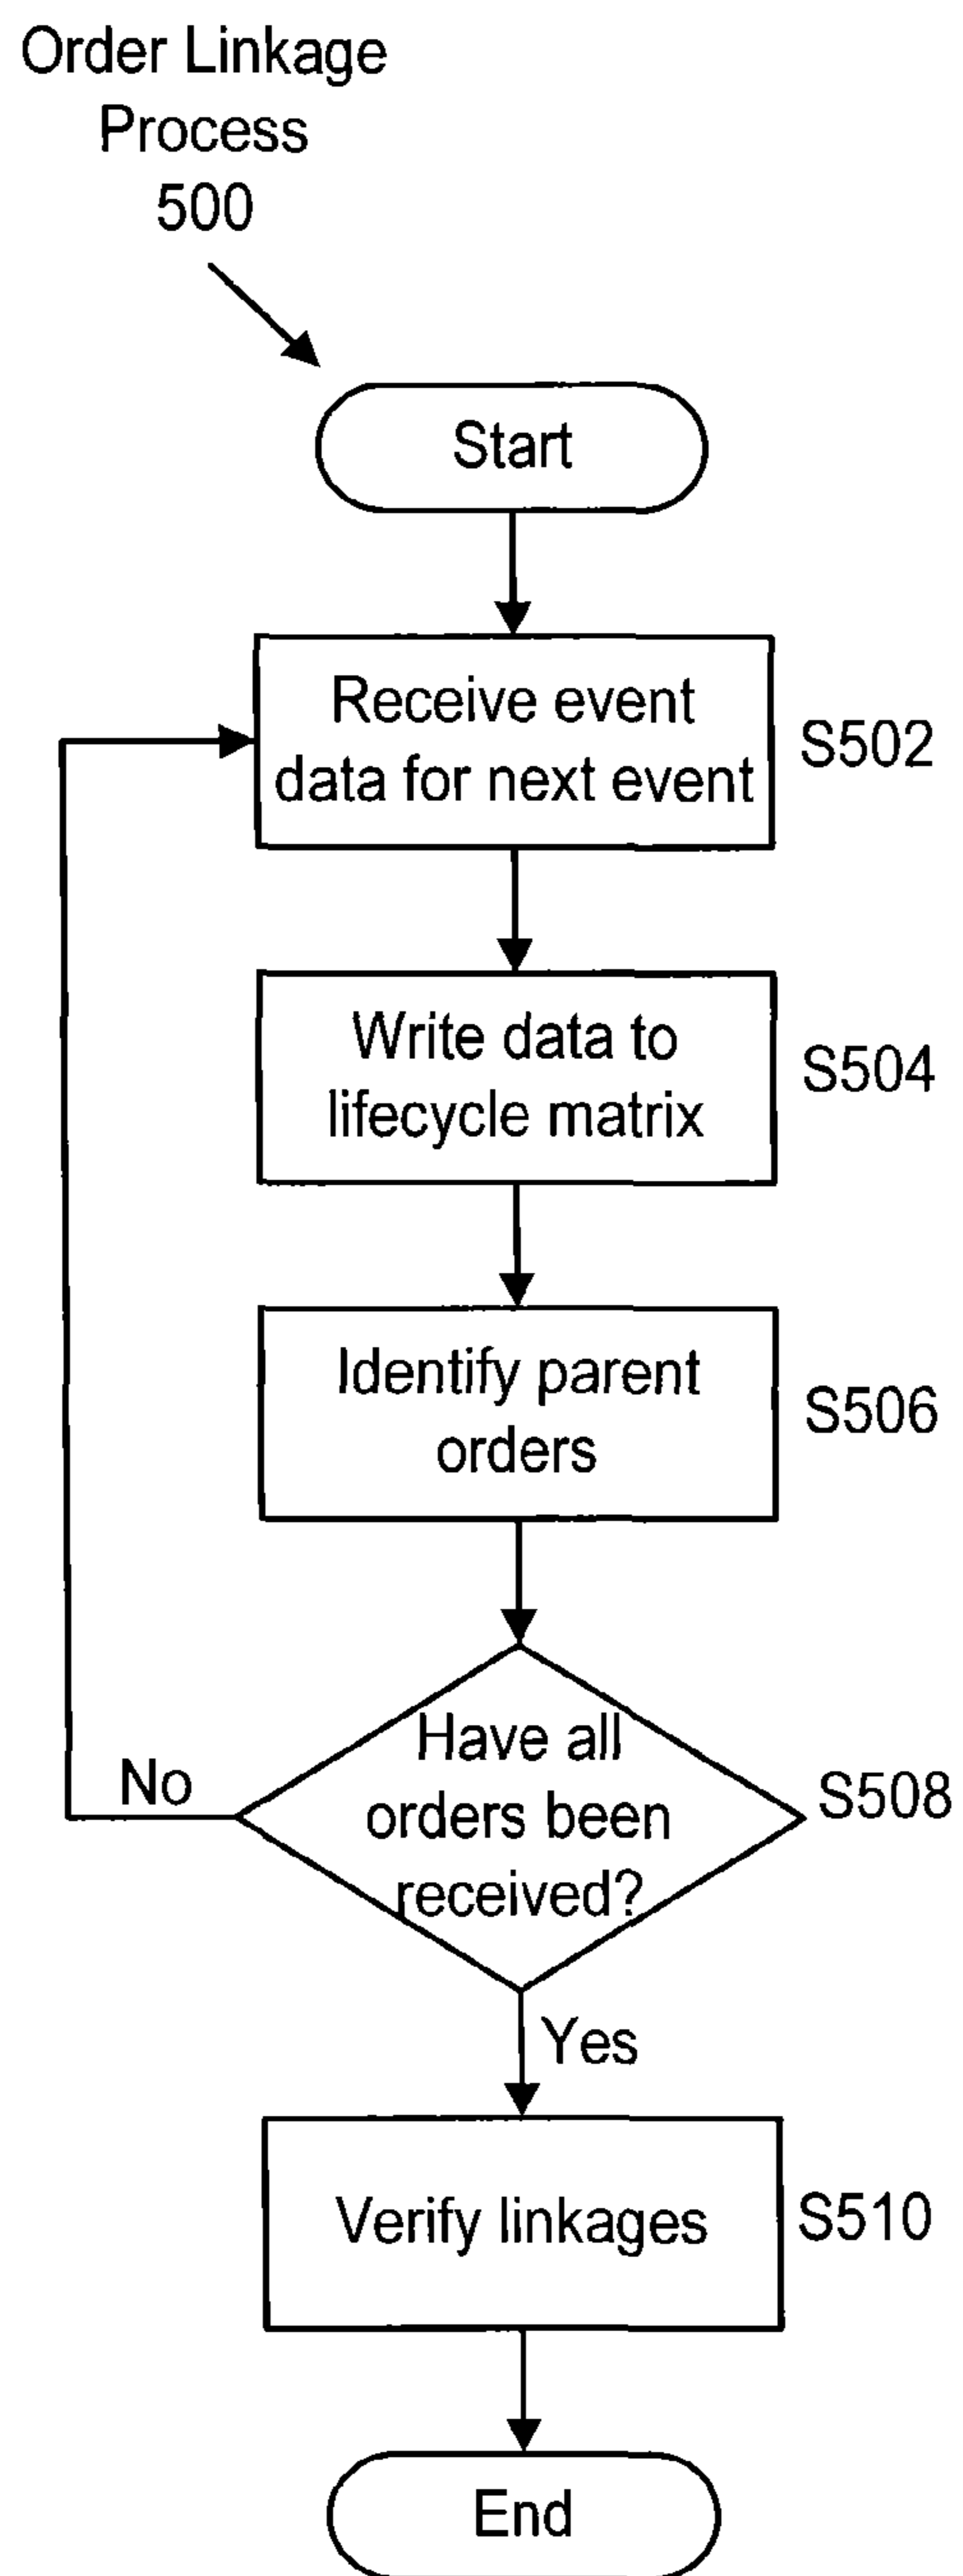 Order Linkage
Process
500
Start
Receive event
data for next event
S502
Write data to
lifecycle matrix
S504
Identify parent
orders
S506
Have all
orders been
received?
S508
No
Yes
Verify linkages
S510
End